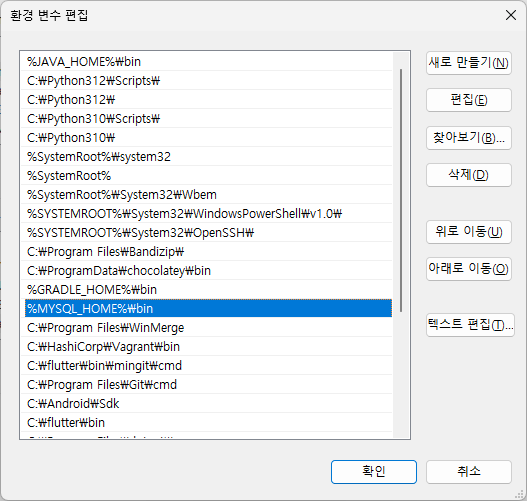 환경 변수 편집
%JAVA_HOME%₩bin
C:₩Python312₩Scripts₩
C:₩Python312₩
C:₩Python310₩Scripts₩
C:₩Python310₩
%SystemRoot%₩system32
%SystemRoot%
%SystemRoot%₩System32₩Wbem
%SYSTEMROOT%₩System32₩WindowsPowerShell₩v1.0₩
%SYSTEMROOT%₩System32₩OpenSSH₩
C:₩Program Files₩Bandizip₩
C:₩ProgramData₩chocolatey₩bin
%GRADLE_HOME%₩bin
%MYSQL_HOME%₩bin
C:₩Program Files₩WinMerge
C:₩HashiCorp₩Vagrant₩bin
C:₩flutter₩bin₩mingit₩cmd
C:₩Program Files₩Git₩cmd
C:₩Android₩Sdk
C:₩flutter₩bin
새로 만들기(N)
편집(E)
찾아보기(B)...
삭제(D)
위로 이동(U)
아래로 이동(O)
텍스트 편집(T)...
확인
취소